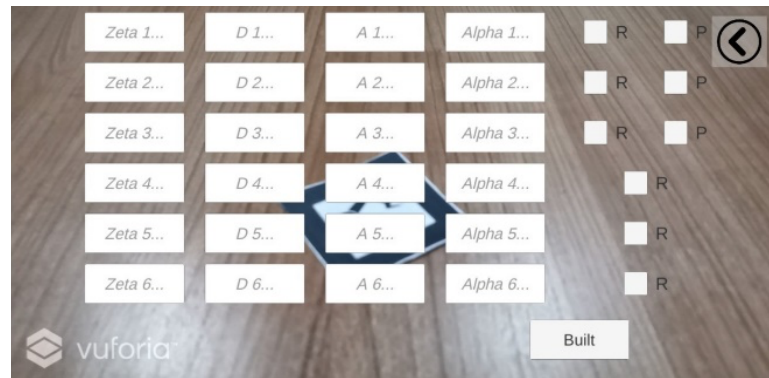 Zeta 1... D 1... A 1... Alpha 1... R P
Zeta 2... D 2... A 2... Alpha 2... R P
Zeta 3... D 3... A 3... Alpha 3... R P
Zeta 4... D 4... A 4... Alpha 4... R
Zeta 5... D 5... A 5... Alpha 5... R
Zeta 6... D 6... A 6... Alpha 6... R
Built
vuforia™